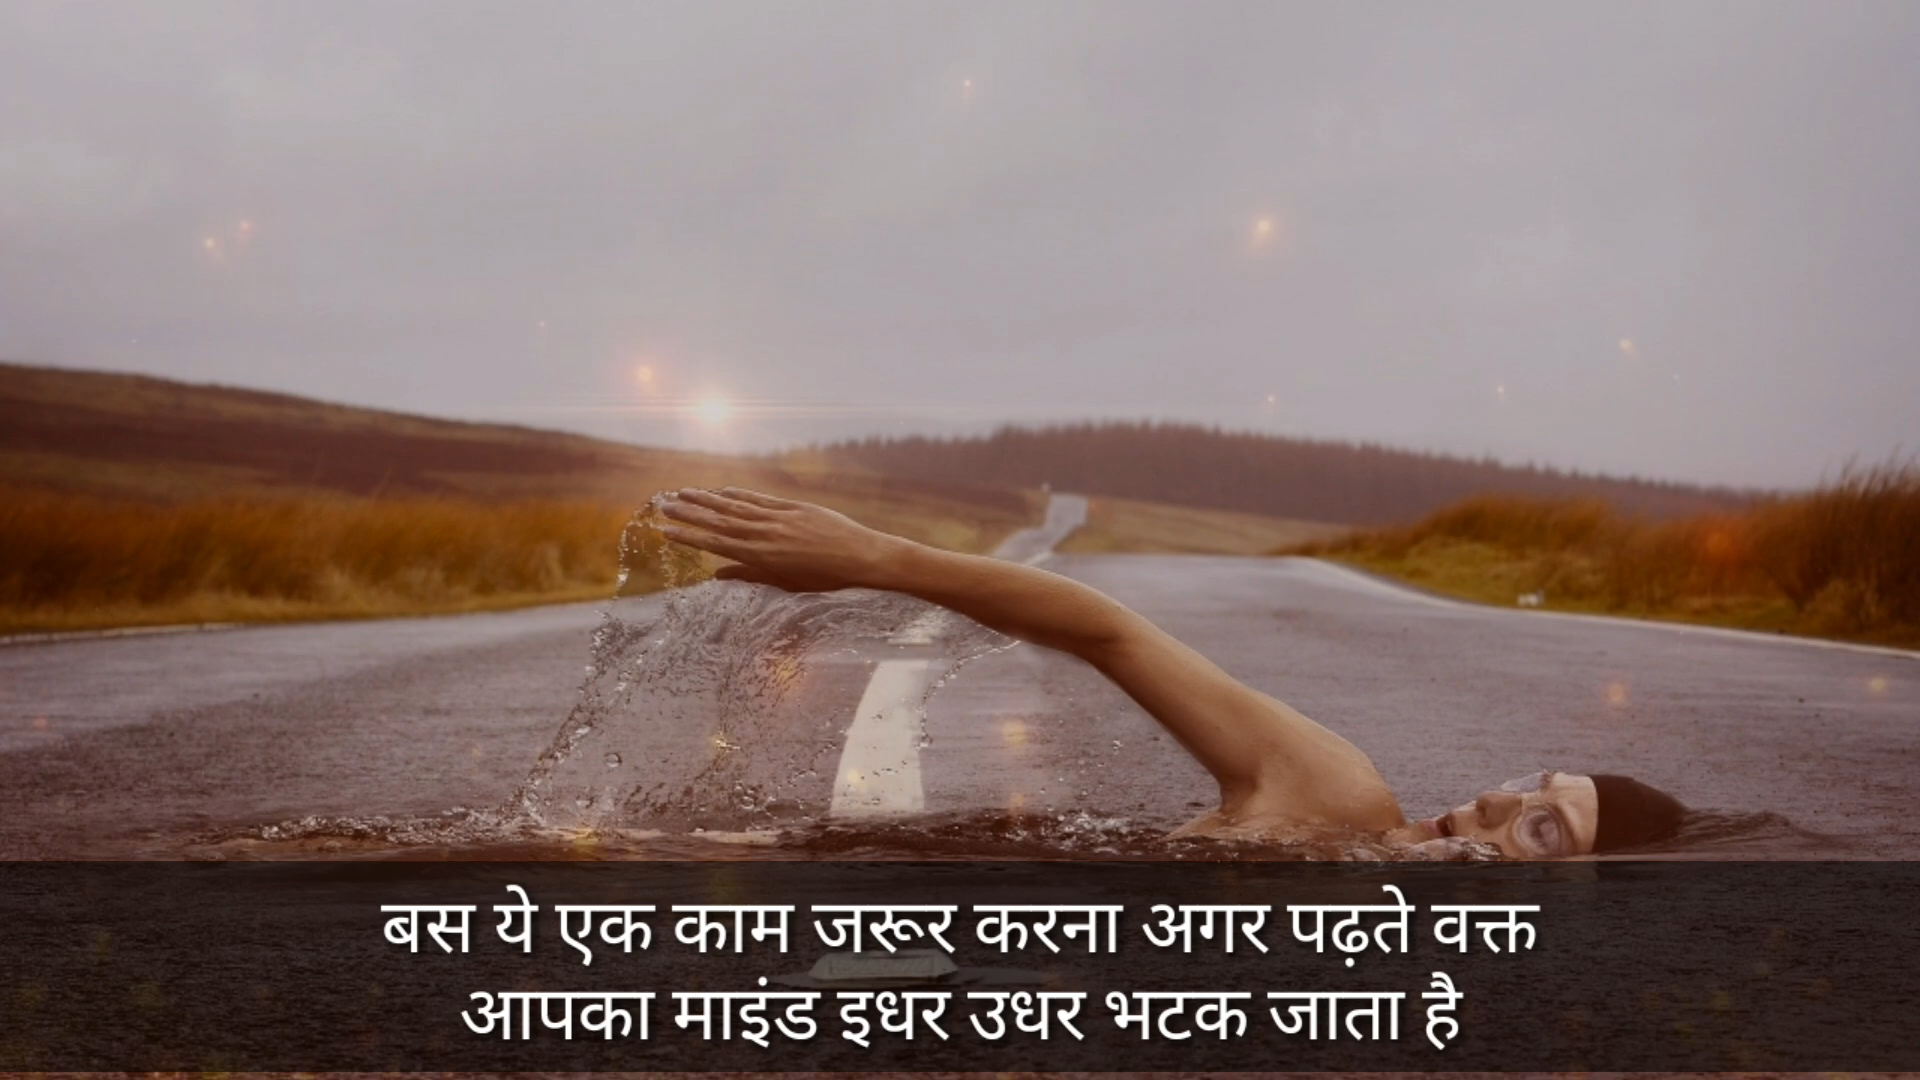 बस ये एक काम जरूर करना अगर पढ़ते वक्त
आपका माइंड इधर उधर भटक जाता है